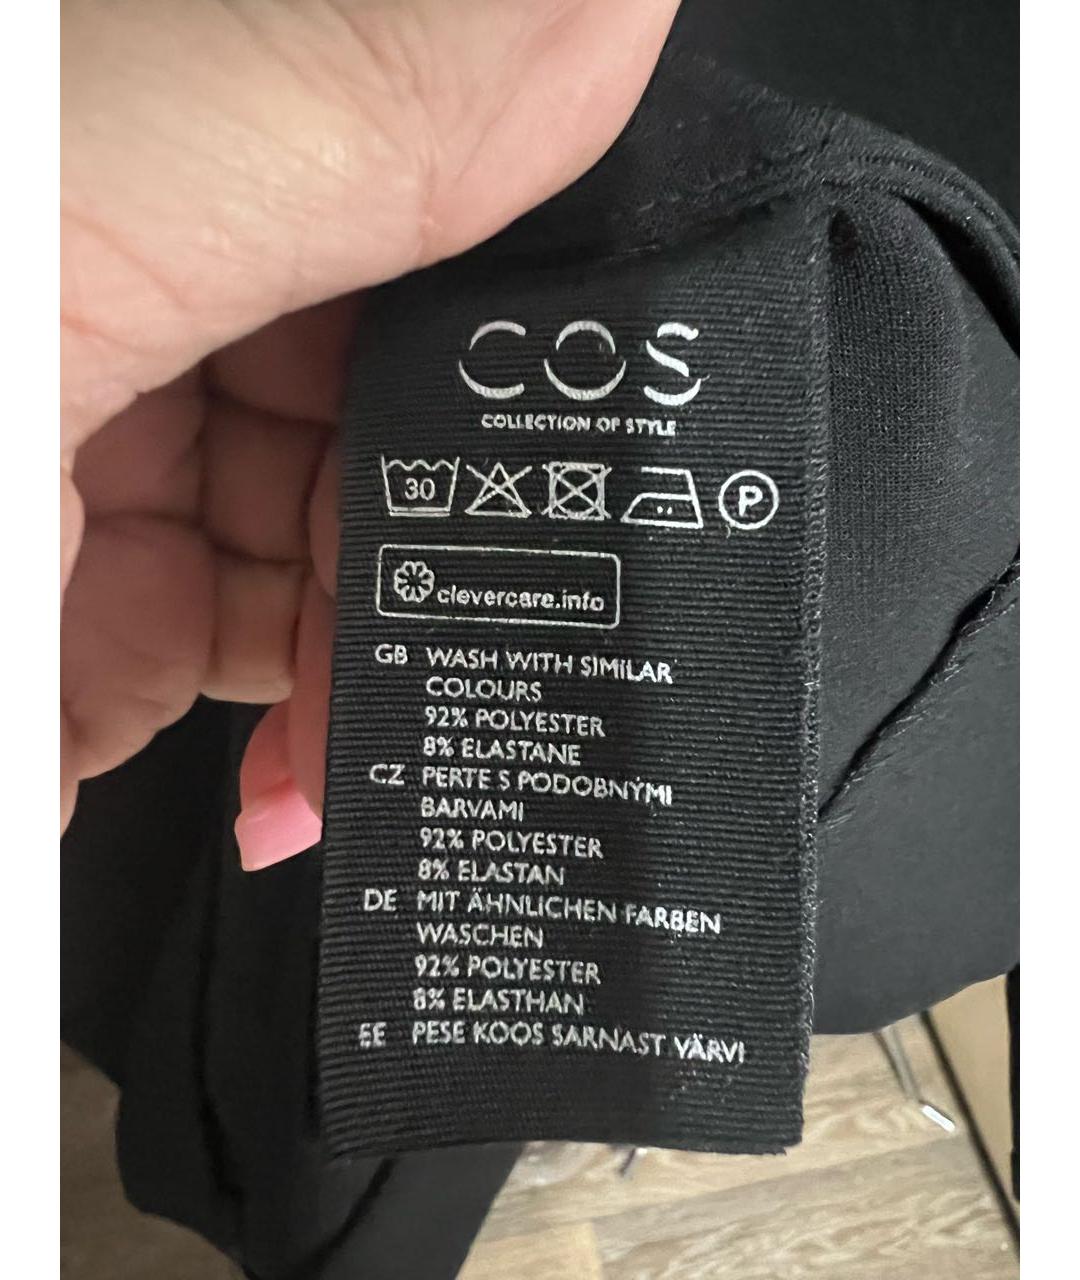 COS
COLLECTION OF STYLE
30
P
clevercare.info
GB WASH WITH SIMILAR
COLOURS
92% POLYESTER
8% ELASTANE
CZ PERTE S PODOBNÝMI
BARVAMI
92% POLYESTER
8% ELASTAN
DE MIT ÄHNLICHEN FARBEN
WASCHEN
92% POLYESTER
8% ELASTHAN
EE PESE KOOS SARNAST VÄRVI